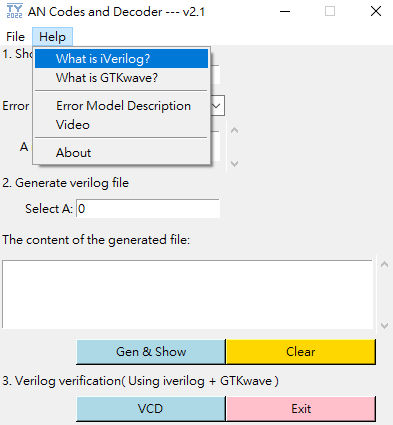 TY
2022
AN Codes and Decoder --- v2.1
File Help
1. Sho
What is iVerilog?
What is GTKwave?
Error
Error Model Description
Video
A
About
2. Generate verilog file
Select A: 0
The content of the generated file:
Gen & Show Clear
3. Verilog verification( Using iverilog + GTKwave )
VCD Exit